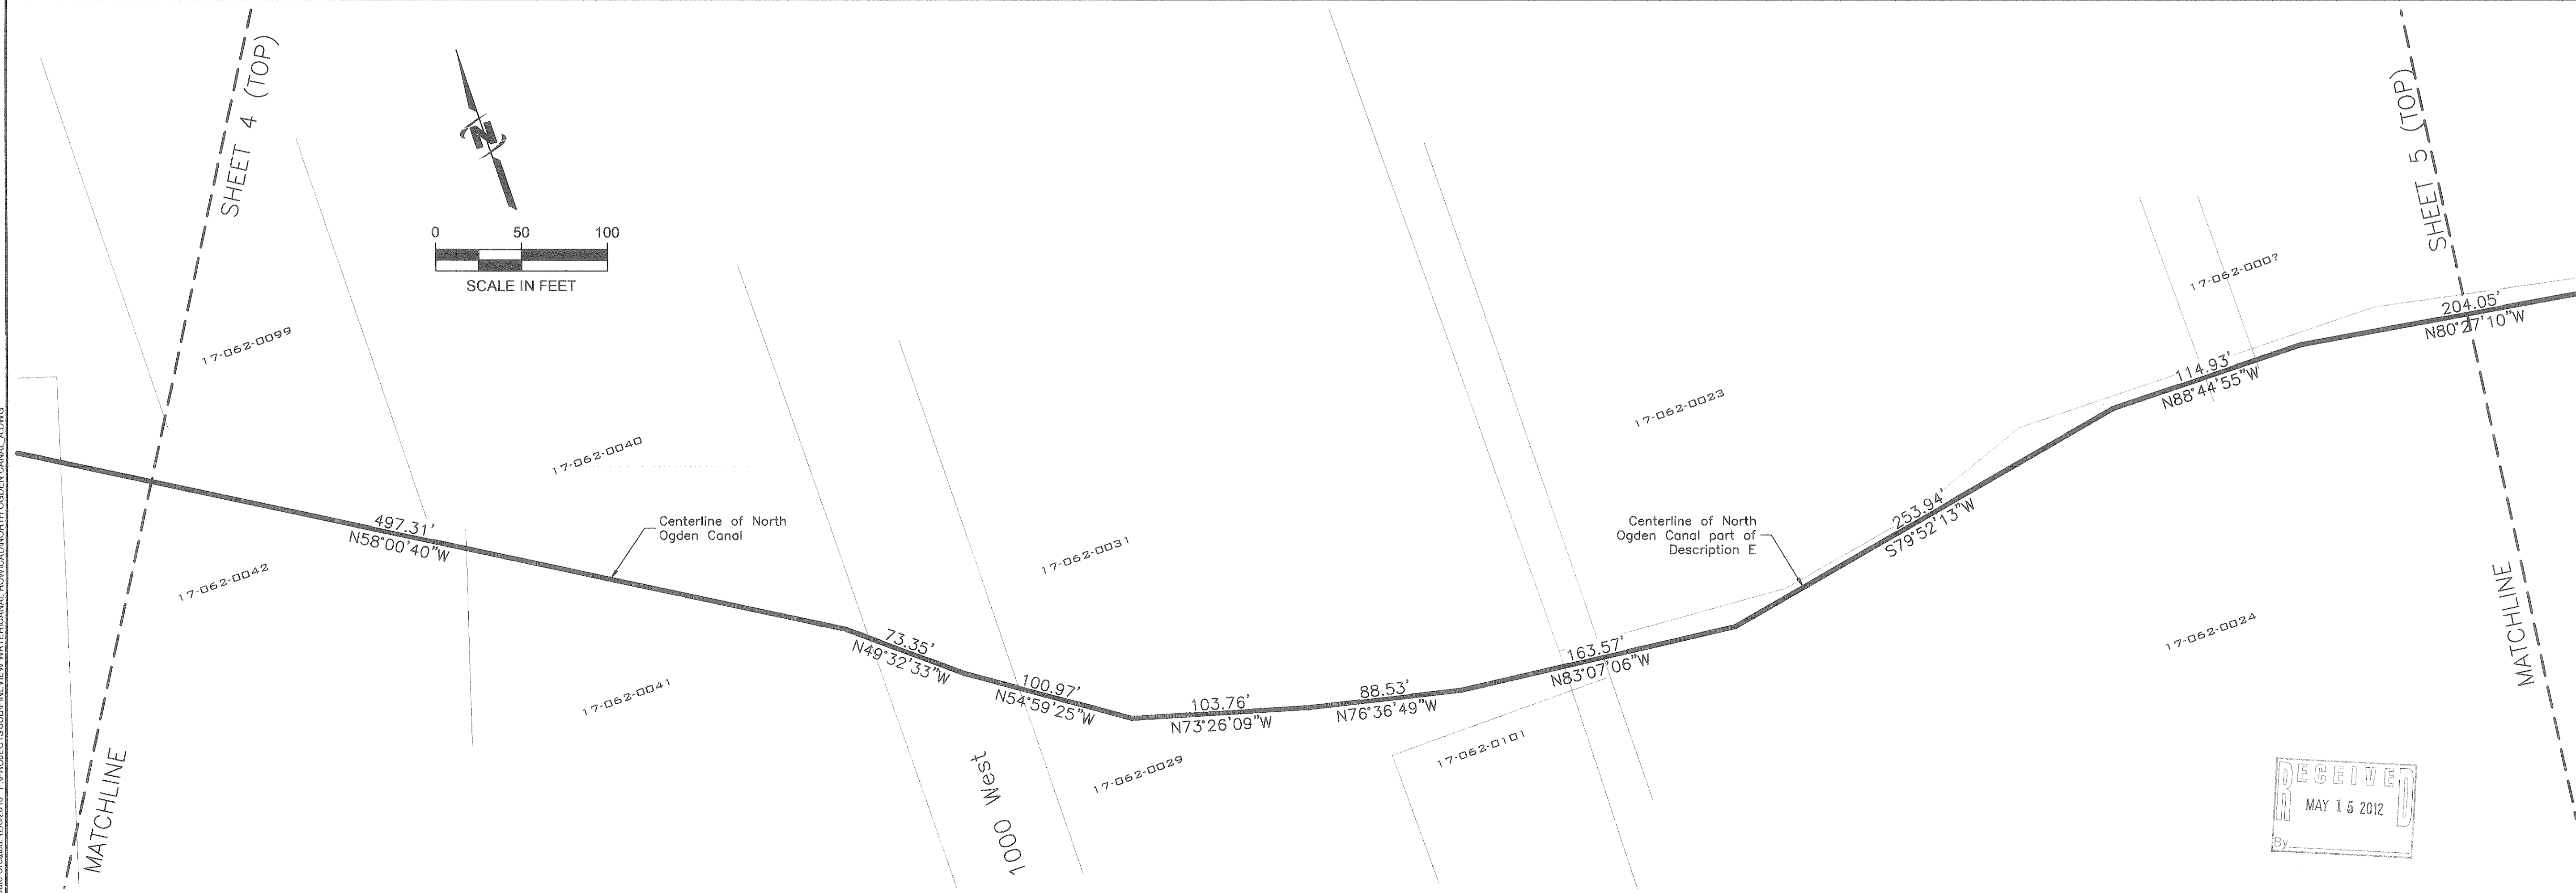 SHEET 4 (TOP)
MATCHLINE
N
0 50 100
SCALE IN FEET
17-062-0099
17-062-0040
17-062-0042
17-062-0041
497.31'
N58°00'40"W
Centerline of North
Ogden Canal
73.35'
N49°32'33"W
100.97'
N54°59'25"W
1000 West
17-062-0031
103.76'
N73°26'09"W
17-062-0029
88.53'
N76°36'49"W
17-062-0101
163.57'
N83°07'06"W
17-062-0023
Centerline of North
Ogden Canal part of
Description E
253.94'
S79°52'13"W
17-062-0024
114.93'
N88°44'55"W
17-062-000?
204.05'
N80°27'10"W
SHEET 5 (TOP)
MATCHLINE
RECEIVED
MAY 15 2012
By